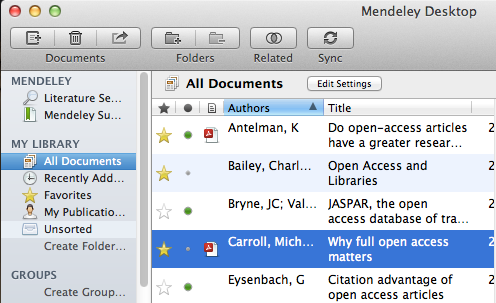 Mendeley Desktop
Documents
Folders
Related
Sync
MENDELEY
Literature Se...
Mendeley Su...
MY LIBRARY
All Documents
Recently Add...
Favorites
My Publicatio...
Unsorted
Create Folder...
GROUPS
Create Group...
All Documents
Edit Settings
Authors
Title
Antelman, K
Do open-access articles
have a greater resear...
2
Bailey, Charl...
Open Access and
Libraries
2
Bryne, JC; Val...
JASPAR, the open
access database of tra...
2
Carroll, Mich...
Why full open access
matters
2
Eysenbach, G
Citation advantage of
open access articles
2